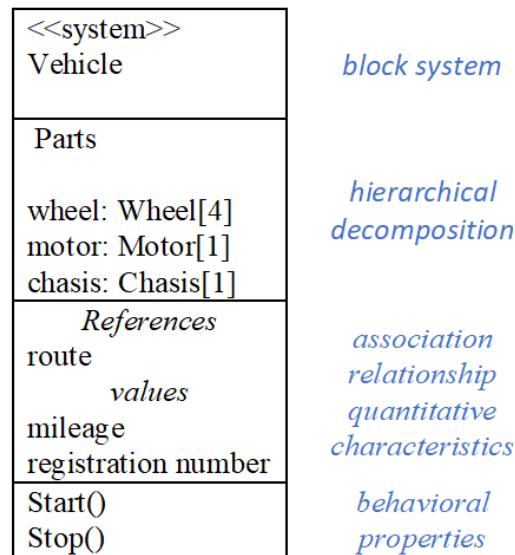 <<system>>
Vehicle
block system
Parts
wheel: Wheel[4]
motor: Motor[1]
chasis: Chasis[1]
hierarchical
decomposition
References
route
values
mileage
registration number
association
relationship
quantitative
characteristics
Start()
Stop()
behavioral
properties